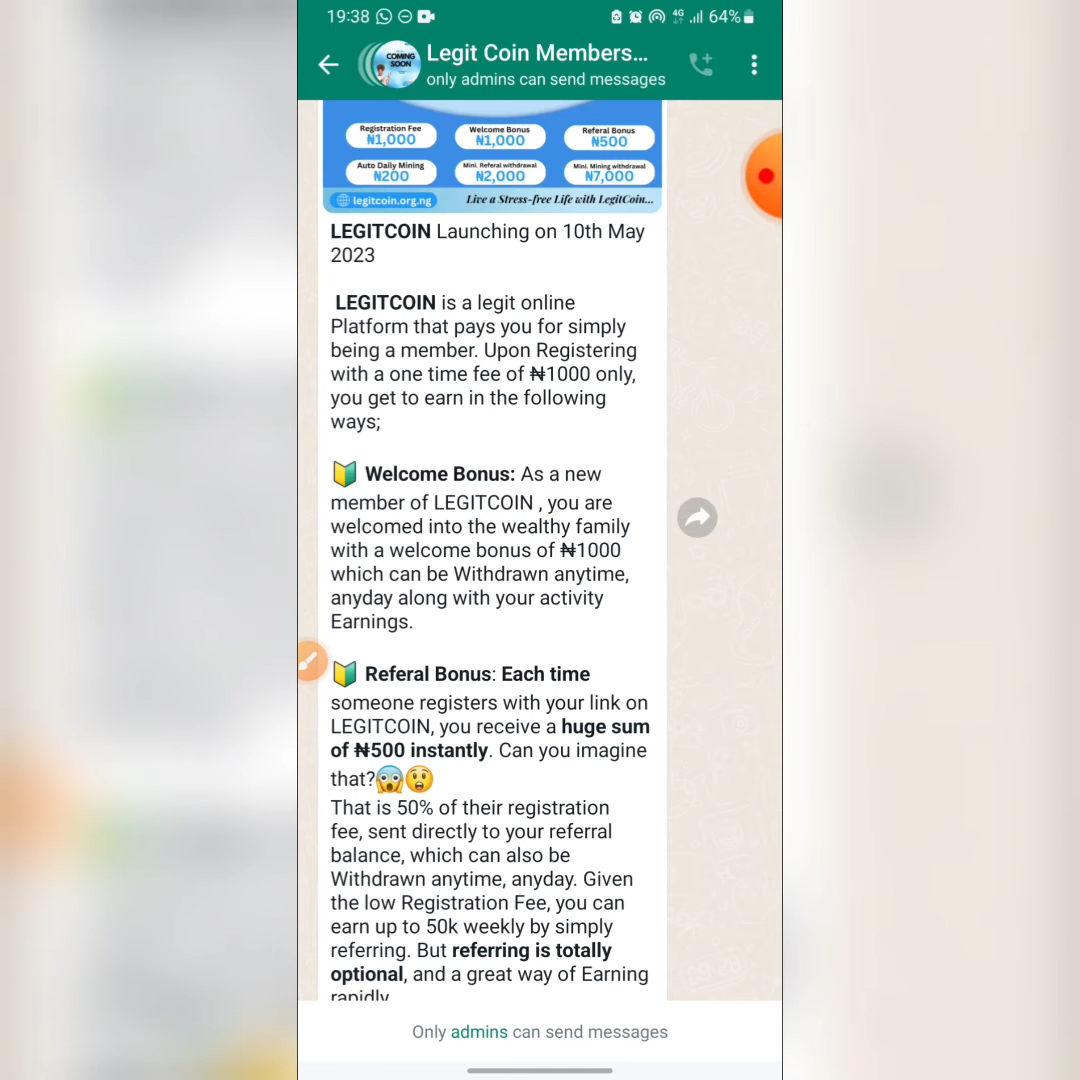 19:38
4G 64%
COMING SOON
Legit Coin Members...
only admins can send messages
Registration Fee Welcome Bonus Referal Bonus
₦1,000 ₦1,000 ₦500
Auto Daily Mining Mini. Referal withdrawal Mini. Mining withdrawal
₦200 ₦2,000 ₦7,000
legitcoin.org.ng Live a Stress-free Life with LegitCoin...
LEGITCOIN Launching on 10th May
2023
LEGITCOIN is a legit online
Platform that pays you for simply
being a member. Upon Registering
with a one time fee of ₦1000 only,
you get to earn in the following
ways;
🔰 Welcome Bonus: As a new
member of LEGITCOIN , you are
welcomed into the wealthy family
with a welcome bonus of ₦1000
which can be Withdrawn anytime,
anyday along with your activity
Earnings.
🔰 Referal Bonus: Each time
someone registers with your link on
LEGITCOIN, you receive a huge sum
of ₦500 instantly. Can you imagine
that?😱😲
That is 50% of their registration
fee, sent directly to your referral
balance, which can also be
Withdrawn anytime, anyday. Given
the low Registration Fee, you can
earn up to 50k weekly by simply
referring. But referring is totally
optional, and a great way of Earning
rapidly
Only admins can send messages